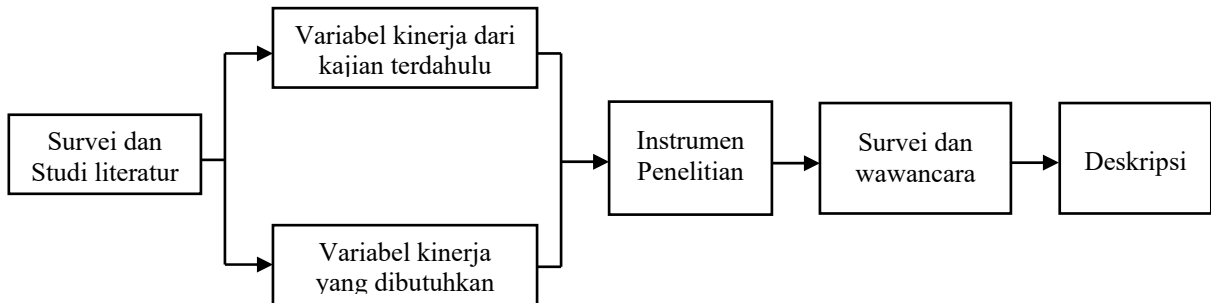 Survei dan
Studi literatur
Variabel kinerja dari
kajian terdahulu
Variabel kinerja
yang dibutuhkan
Instrumen
Penelitian
Survei dan
wawancara
Deskripsi